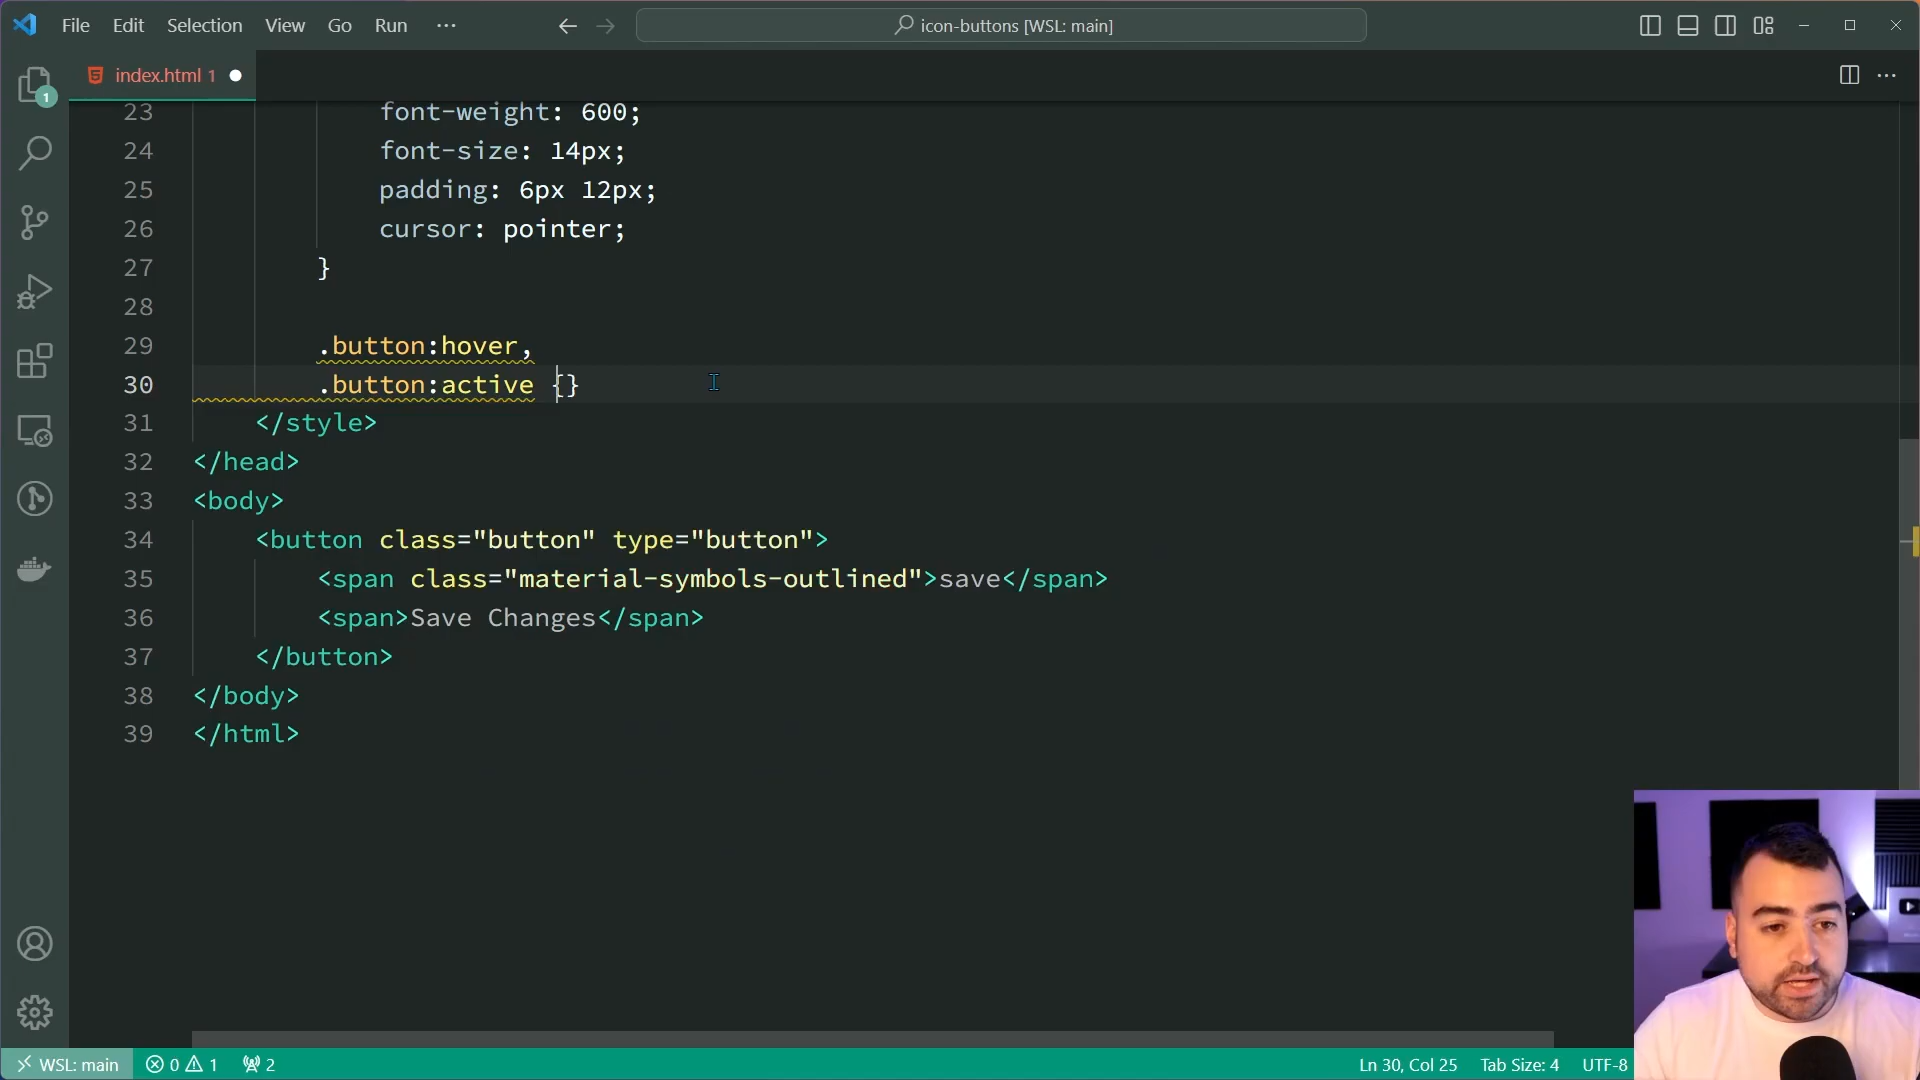 File Edit Selection View Go Run ···
icon-buttons [WSL: main]
index.html 1
1
23 font-weight: 600;
24 font-size: 14px;
25 padding: 6px 12px;
26 cursor: pointer;
27 }
28
29 .button:hover,
30 .button:active {}
31 </style>
32 </head>
33 <body>
34 <button class="button" type="button">
35 <span class="material-symbols-outlined">save</span>
36 <span>Save Changes</span>
37 </button>
38 </body>
39 </html>
WSL: main 0 1 2 Ln 30, Col 25 Tab Size: 4 UTF-8